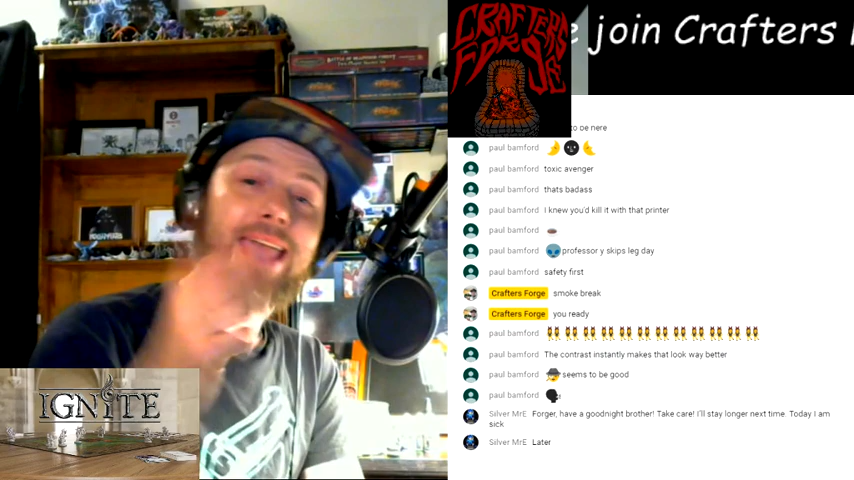 CRAFTERS
FORGE
e join Crafters
to be here
paul bamford
paul bamford toxic avenger
paul bamford thats badass
paul bamford I knew you'd kill it with that printer
paul bamford
paul bamford professor y skips leg day
paul bamford safety first
Crafters Forge smoke break
Crafters Forge you ready
paul bamford
paul bamford The contrast instantly makes that look way better
paul bamford seems to be good
paul bamford
Silver MrE Forger, have a goodnight brother! Take care! I'll stay longer next time Today I am
sick
Silver MrE Later
IGNITE